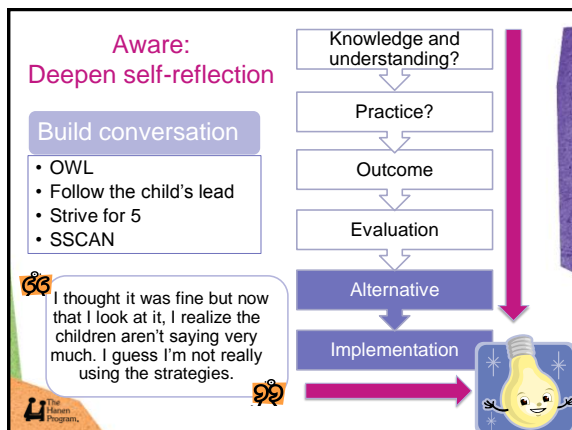 Aware:
Deepen self-reflection
Build conversation
• OWL
• Follow the child's lead
• Strive for 5
• SSCAN
I thought it was fine but now
that I look at it, I realize the
children aren't saying very
much. I guess I'm not really
using the strategies.
The
Hanen
Program.
Knowledge and
understanding?
Practice?
Outcome
Evaluation
Alternative
Implementation